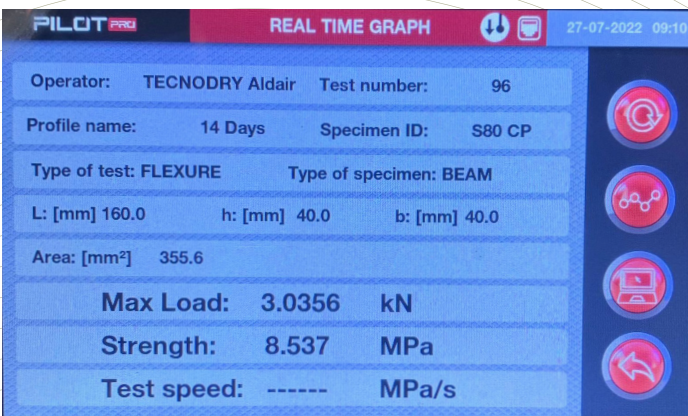 PILOT PRO REAL TIME GRAPH 27-07-2022 09:10
Operator: TECNODRY Aldair Test number: 96
Profile name: 14 Days Specimen ID: S80 CP
Type of test: FLEXURE Type of specimen: BEAM
L: [mm] 160.0 h: [mm] 40.0 b: [mm] 40.0
Area: [mm²] 355.6
Max Load: 3.0356 kN
Strength: 8.537 MPa
Test speed: ------ MPa/s